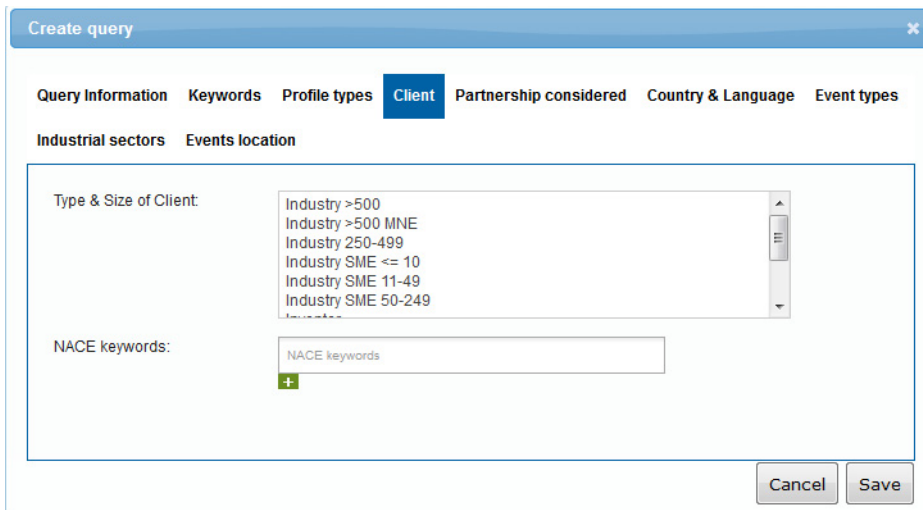 Create query
Query Information Keywords Profile types Client Partnership considered Country & Language Event types
Industrial sectors Events location
Type & Size of Client:
Industry >500
Industry >500 MNE
Industry 250-499
Industry SME <= 10
Industry SME 11-49
Industry SME 50-249
Inventor
NACE keywords:
NACE keywords
Cancel Save